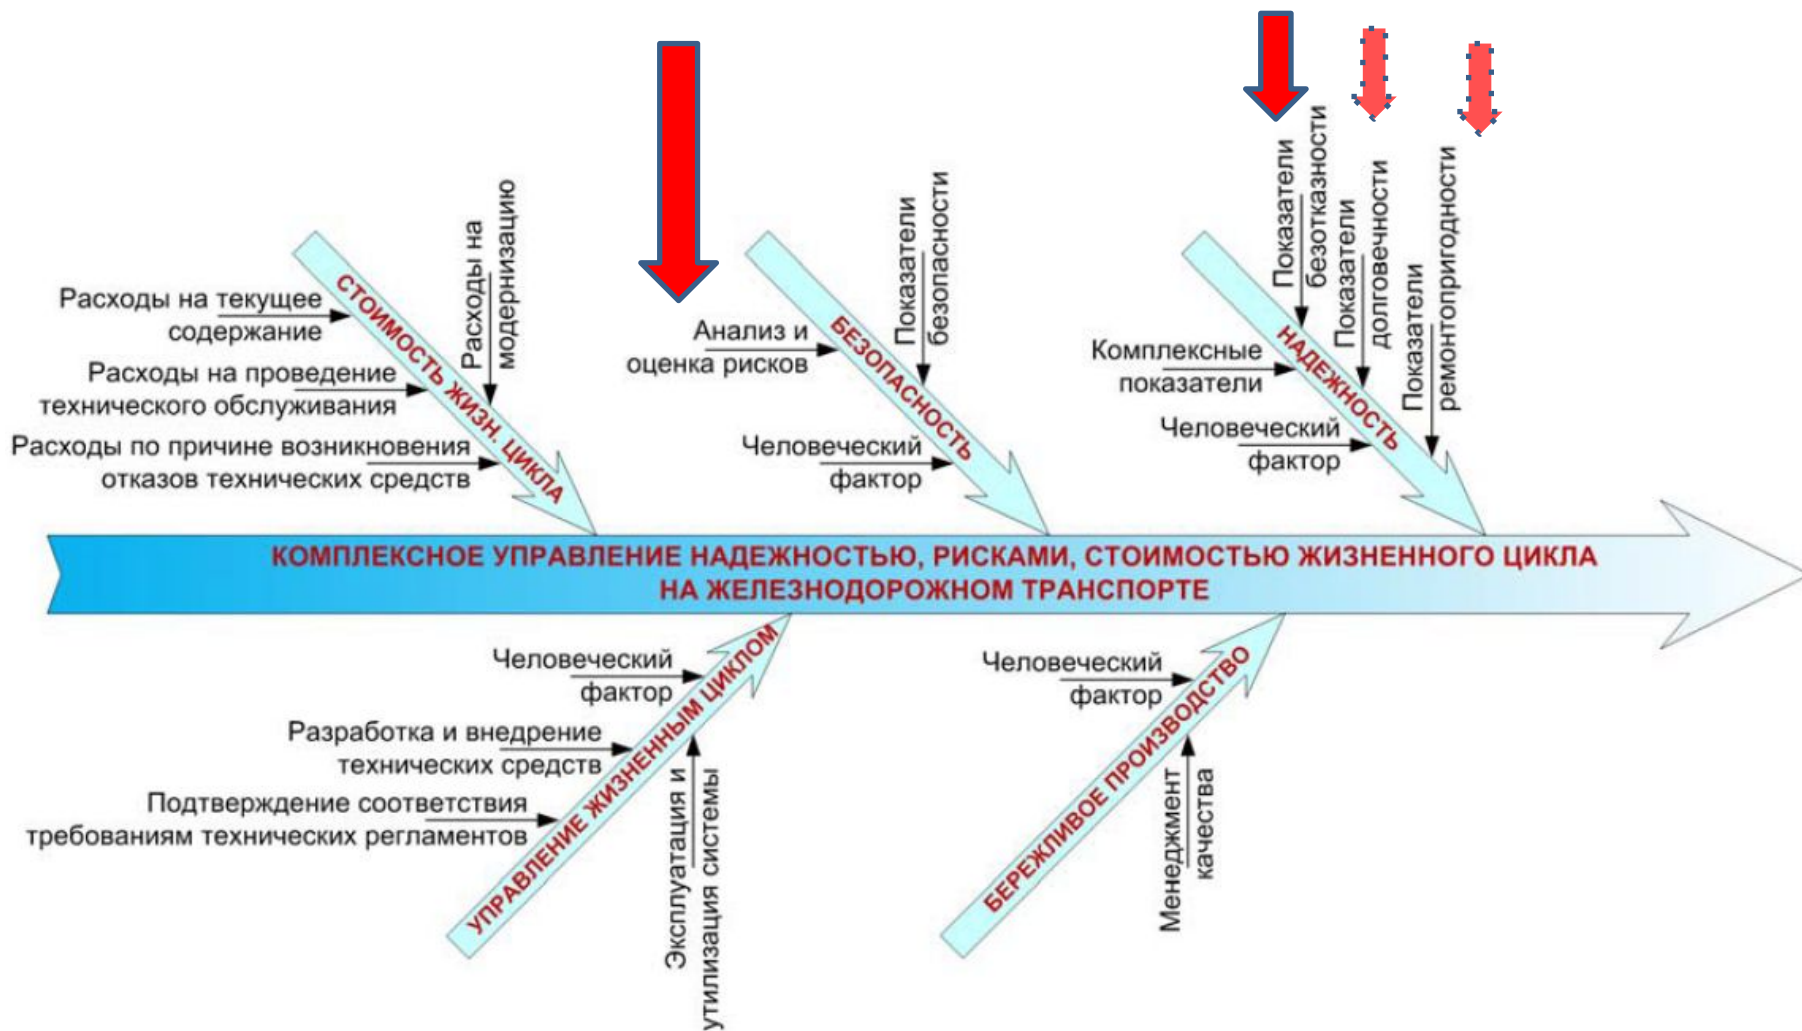 Расходы на текущее
содержание
Расходы на проведение
технического обслуживания
Расходы по причине возникновения
отказов технических средств
СТОИМОСТЬ ЖИЗН. ЦИКЛА
Расходы на
модернизацию
Анализ и
оценка рисков
Человеческий
фактор
БЕЗОПАСНОСТЬ
Показатели
безопасности
Комплексные
показатели
Человеческий
фактор
НАДЕЖНОСТЬ
Показатели
безотказности
Показатели
долговечности
Показатели
ремонтопригодности
КОМПЛЕКСНОЕ УПРАВЛЕНИЕ НАДЕЖНОСТЬЮ, РИСКАМИ, СТОИМОСТЬЮ ЖИЗНЕННОГО ЦИКЛА
НА ЖЕЛЕЗНОДОРОЖНОМ ТРАНСПОРТЕ
Человеческий
фактор
Разработка и внедрение
технических средств
Подтверждение соответствия
требованиям технических регламентов
УПРАВЛЕНИЕ ЖИЗНЕННЫМ ЦИКЛОМ
Эксплуатация и
утилизация системы
Человеческий
фактор
БЕРЕЖЛИВОЕ ПРОИЗВОДСТВО
Менеджмент
качества